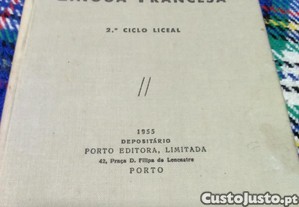 LÍNGUA FRANCESA
2.º CICLO LICEAL
//
1955
DEPOSITÁRIO
PORTO EDITORA, LIMITADA
42, Praça D. Filipa de Lencastre
PORTO
CustoJusto.pt